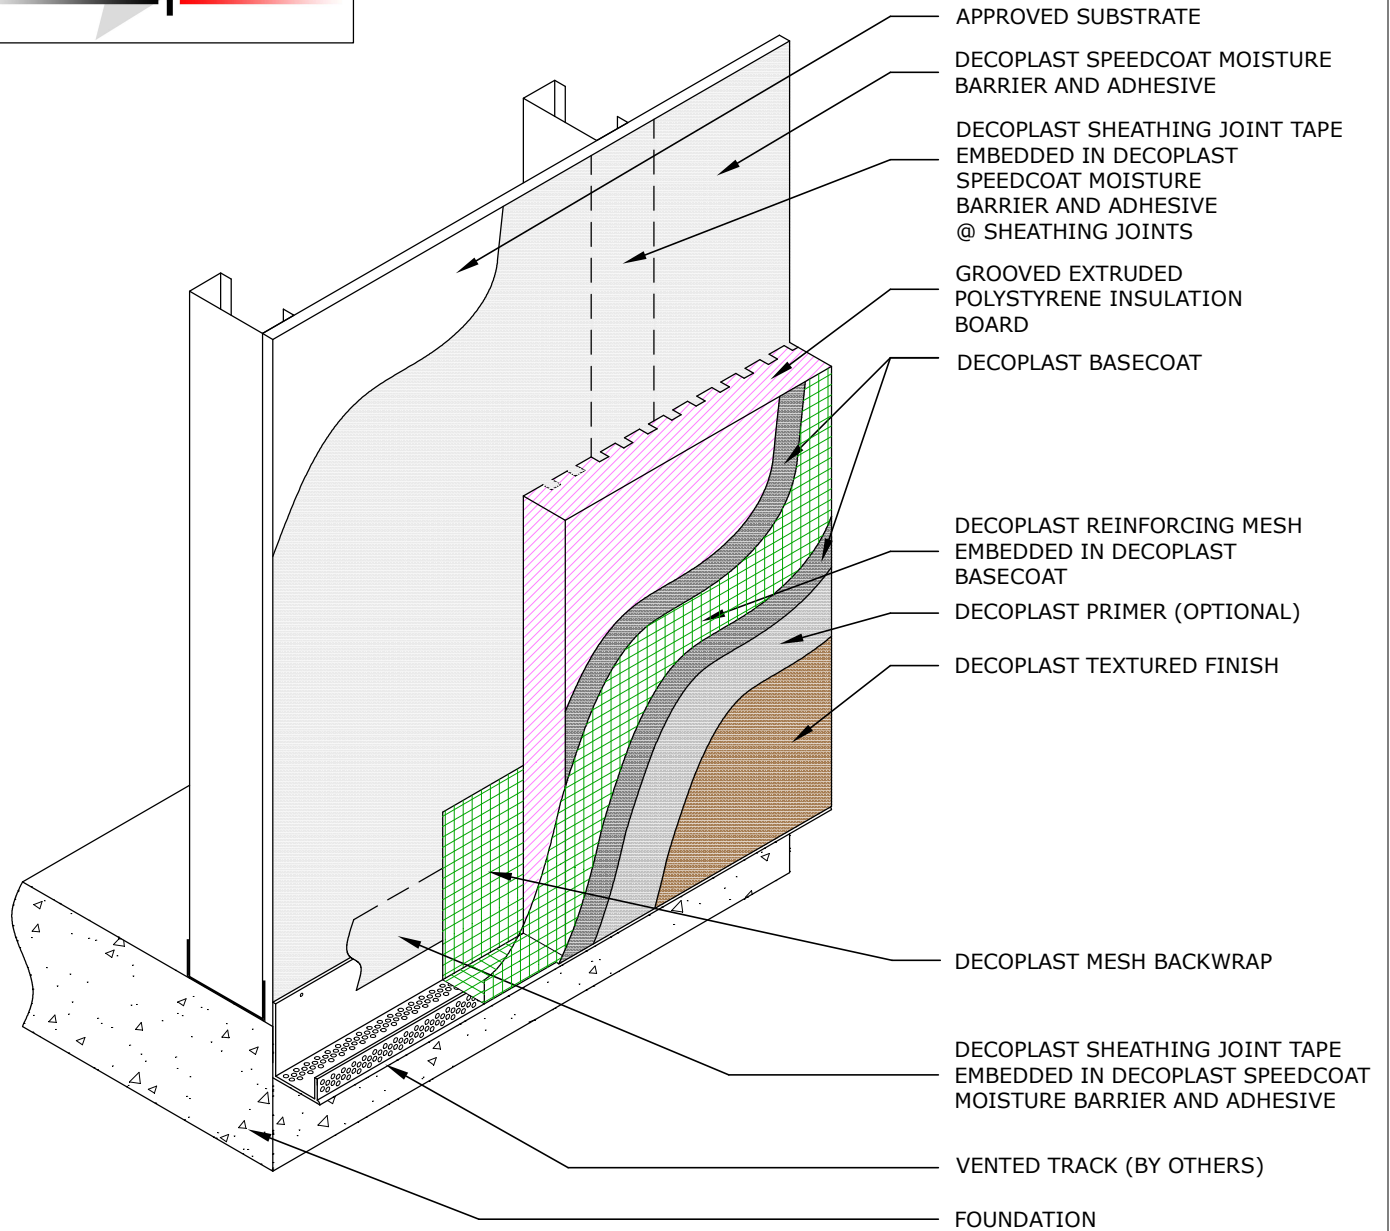 APPROVED SUBSTRATE
DECOPLAST SPEEDCOAT MOISTURE
BARRIER AND ADHESIVE
DECOPLAST SHEATHING JOINT TAPE
EMBEDDED IN DECOPLAST
SPEEDCOAT MOISTURE
BARRIER AND ADHESIVE
@ SHEATHING JOINTS
GROOVED EXTRUDED
POLYSTYRENE INSULATION
BOARD
DECOPLAST BASECOAT
DECOPLAST REINFORCING MESH
EMBEDDED IN DECOPLAST
BASECOAT
DECOPLAST PRIMER (OPTIONAL)
DECOPLAST TEXTURED FINISH
DECOPLAST MESH BACKWRAP
DECOPLAST SHEATHING JOINT TAPE
EMBEDDED IN DECOPLAST SPEEDCOAT
MOISTURE BARRIER AND ADHESIVE
VENTED TRACK (BY OTHERS)
FOUNDATION